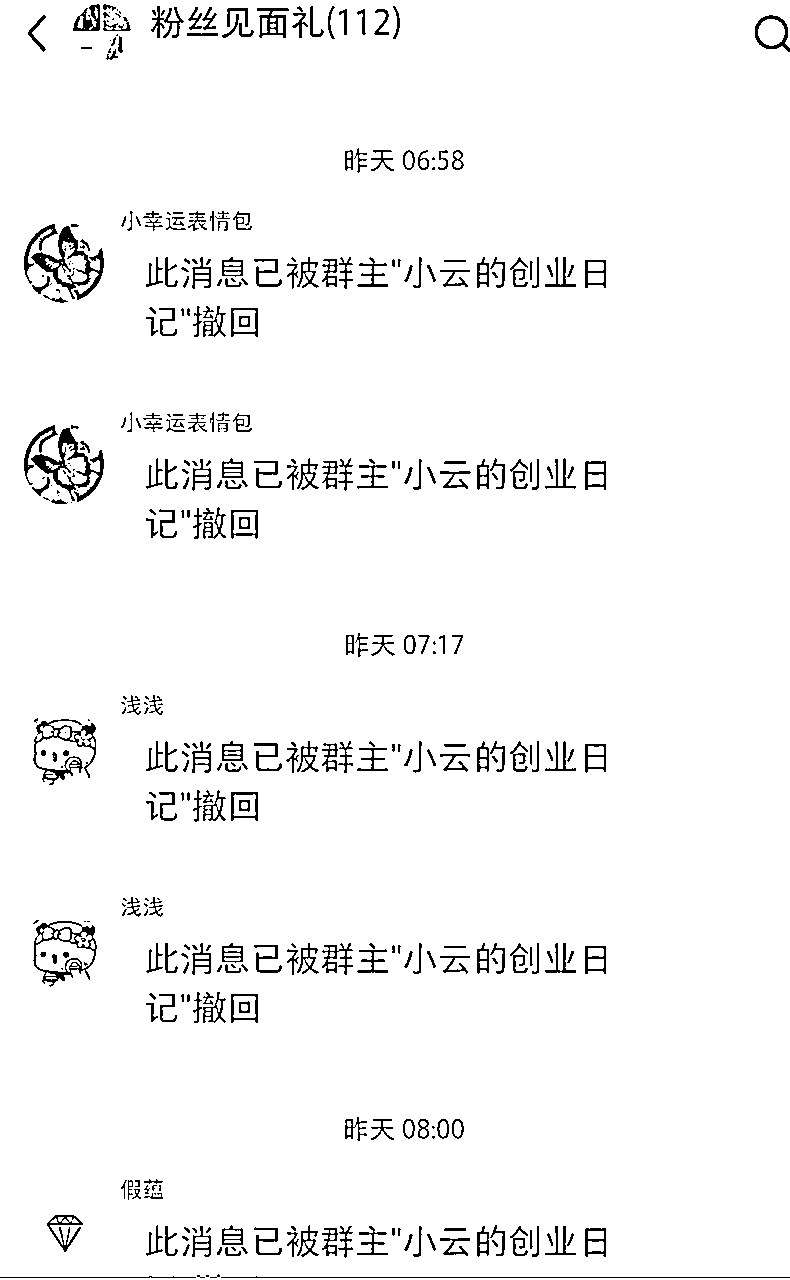 粉丝见面礼(112)
昨天 06:58
小幸运表情包
此消息已被群主"小云的创业日
记"撤回
小幸运表情包
此消息已被群主"小云的创业日
记"撤回
昨天 07:17
浅浅
此消息已被群主"小云的创业日
记"撤回
浅浅
此消息已被群主"小云的创业日
记"撤回
昨天 08:00
假蕴
此消息已被群主"小云的创业日